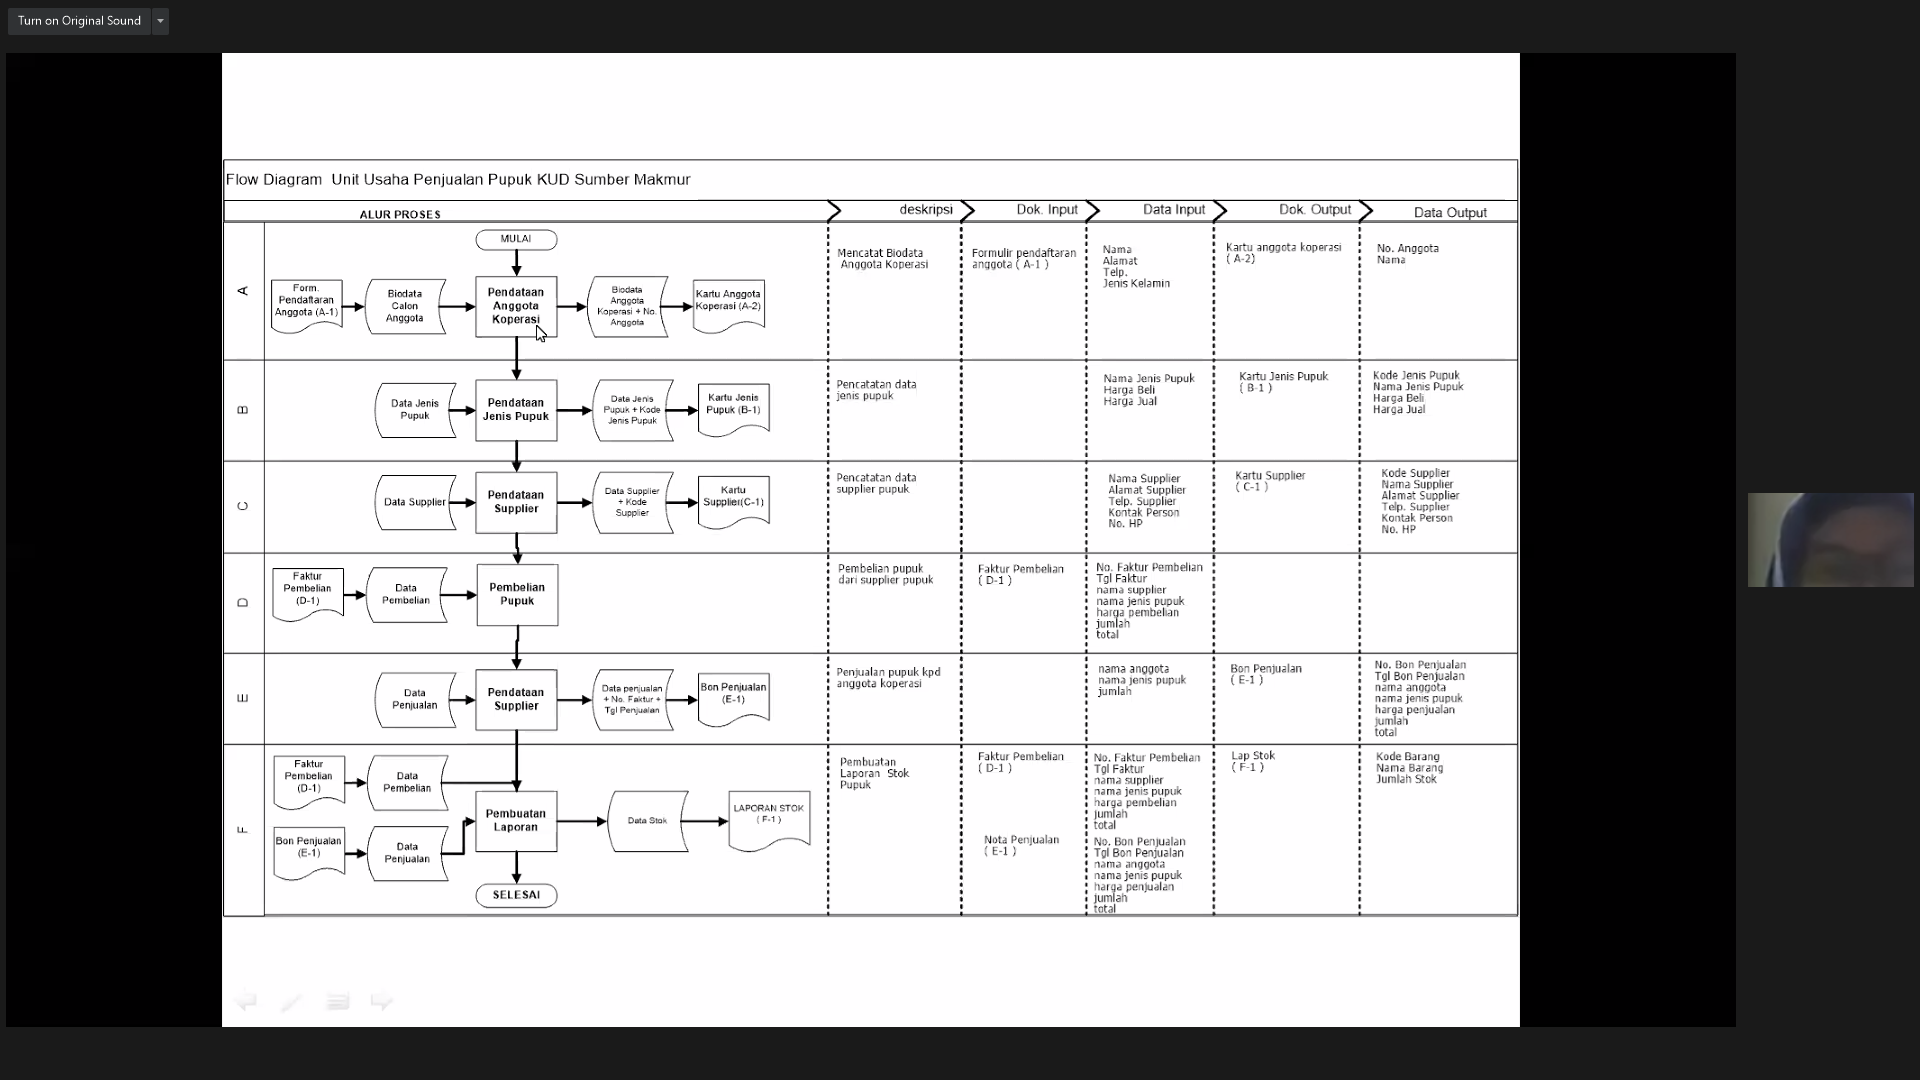 Turn on Original Sound
Flow Diagram  Unit Usaha Penjualan Pupuk KUD Sumber Makmur
ALUR PROSES
deskripsi
Dok. Input
Data Input
Dok. Output
Data Output
A
MULAI
Form.
Pendaftaran
Anggota (A-1)
Biodata
Calon
Anggota
Pendataan
Anggota
Koperasi
Biodata
Anggota
Koperasi + No.
Anggota
Kartu Anggota
Koperasi (A-2)
Mencatat Biodata
Anggota Koperasi
Formulir pendaftaran
anggota ( A-1 )
Nama
Alamat
Telp.
Jenis Kelamin
Kartu anggota koperasi
( A-2)
No. Anggota
Nama
B
Data Jenis
Pupuk
Pendataan
Jenis Pupuk
Data Jenis
Pupuk + Kode
Jenis Pupuk
Kartu Jenis
Pupuk (B-1)
Pencatatan data
jenis pupuk
Nama Jenis Pupuk
Harga Beli
Harga Jual
Kartu Jenis Pupuk
( B-1 )
Kode Jenis Pupuk
Nama Jenis Pupuk
Harga Beli
Harga Jual
C
Data Supplier
Pendataan
Supplier
Data Supplier
+ Kode
Supplier
Kartu
Supplier(C-1)
Pencatatan data
supplier pupuk
Nama Supplier
Alamat Supplier
Telp. Supplier
Kontak Person
No. HP
Kartu Supplier
( C-1 )
Kode Supplier
Nama Supplier
Alamat Supplier
Telp. Supplier
Kontak Person
No. HP
D
Faktur
Pembelian
(D-1)
Data
Pembelian
Pembelian
Pupuk
Pembelian pupuk
dari supplier pupuk
Faktur Pembelian
( D-1 )
No. Faktur Pembelian
Tgl Faktur
nama supplier
nama jenis pupuk
harga pembelian
jumlah
total
E
Data
Penjualan
Pendataan
Supplier
Data penjualan
+ No. Faktur +
Tgl Penjualan
Bon Penjualan
(E-1)
Penjualan pupuk kpd
anggota koperasi
nama anggota
nama jenis pupuk
jumlah
Bon Penjualan
( E-1 )
No. Bon Penjualan
Tgl Bon Penjualan
nama anggota
nama jenis pupuk
harga penjualan
jumlah
total
F
Faktur
Pembelian
(D-1)
Data
Pembelian
Bon Penjualan
(E-1)
Data
Penjualan
Pembuatan
Laporan
Data Stok
LAPORAN STOK
( F-1 )
SELESAI
Pembuatan
Laporan  Stok
Pupuk
Faktur Pembelian
( D-1 )
Nota Penjualan
( E-1 )
No. Faktur Pembelian
Tgl Faktur
nama supplier
nama jenis pupuk
harga pembelian
jumlah
total
No. Bon Penjualan
Tgl Bon Penjualan
nama anggota
nama jenis pupuk
harga penjualan
jumlah
total
Lap Stok
( F-1 )
Kode Barang
Nama Barang
Jumlah Stok